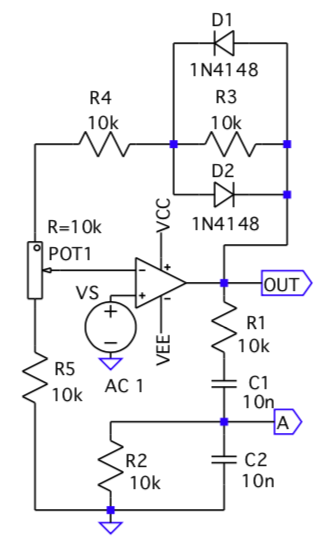 D1
1N4148
R4
10k
R3
10k
D2
1N4148
R=10k
POT1
VCC
VS
OUT
VEE
AC 1
R1
10k
R5
10k
C1
10n
A
R2
10k
C2
10n